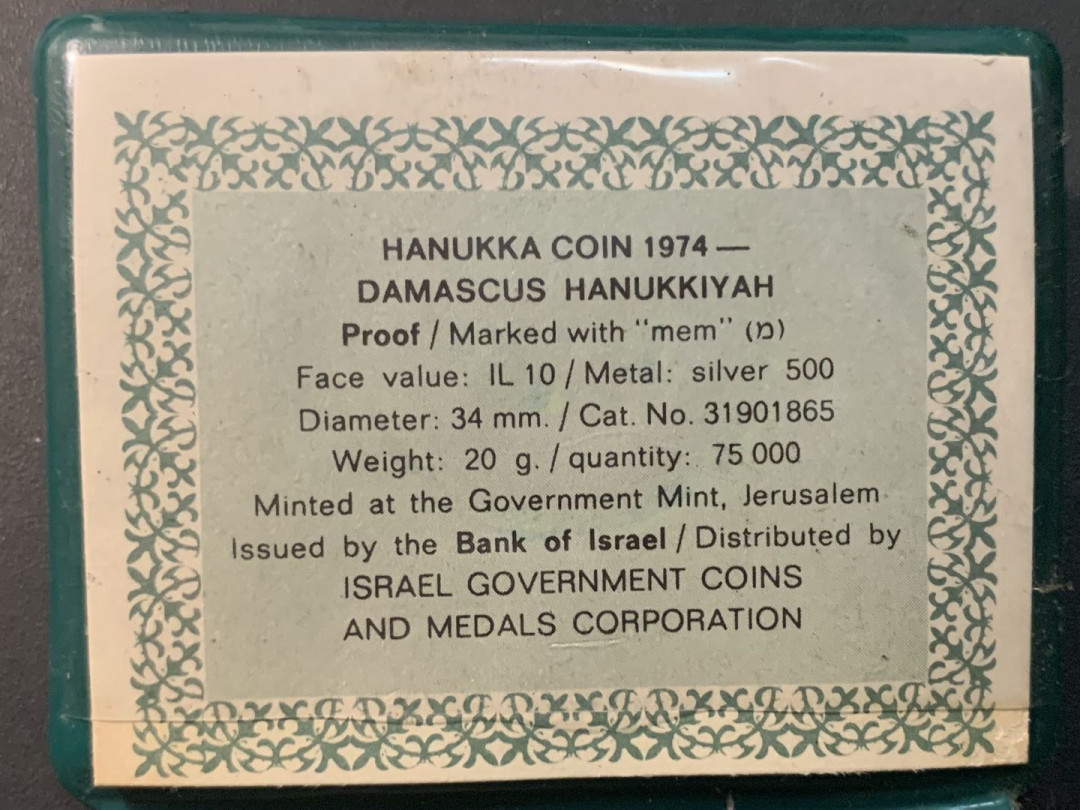 HANUKKA COIN 1974 —
DAMASCUS HANUKKIYAH
Proof / Marked with "mem" (מ)
Face value: IL 10 / Metal: silver 500
Diameter: 34 mm. / Cat. No. 31901865
Weight: 20 g. / quantity: 75 000
Minted at the Government Mint, Jerusalem
Issued by the Bank of Israel / Distributed by
ISRAEL GOVERNMENT COINS
AND MEDALS CORPORATION